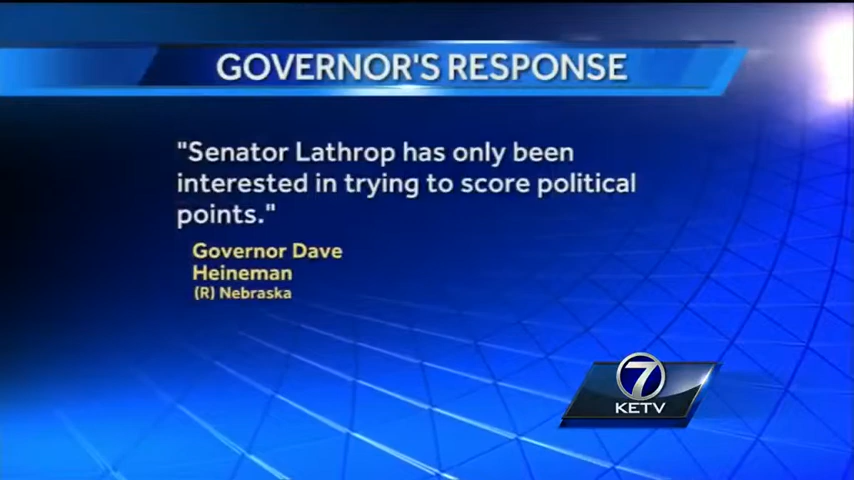 GOVERNOR'S RESPONSE
"Senator Lathrop has only been
interested in trying to score political
points."
Governor Dave
Heineman
(R) Nebraska
7
KETV